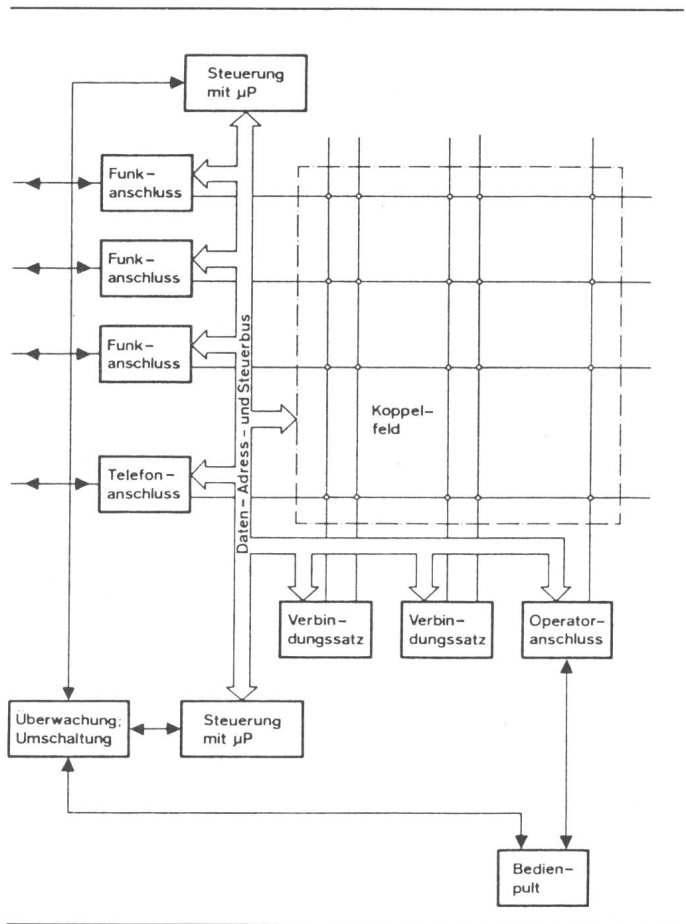 Steuerung
mit µP
Funk-
anschluss
Funk-
anschluss
Funk-
anschluss
Telefon-
anschluss
Daten-Adress-und Steuerbus
Koppel-
feld
Verbin-
dungssatz
Verbin-
dungssatz
Operator-
anschluss
Überwachung;
Umschaltung
Steuerung
mit µP
Bedien-
pult